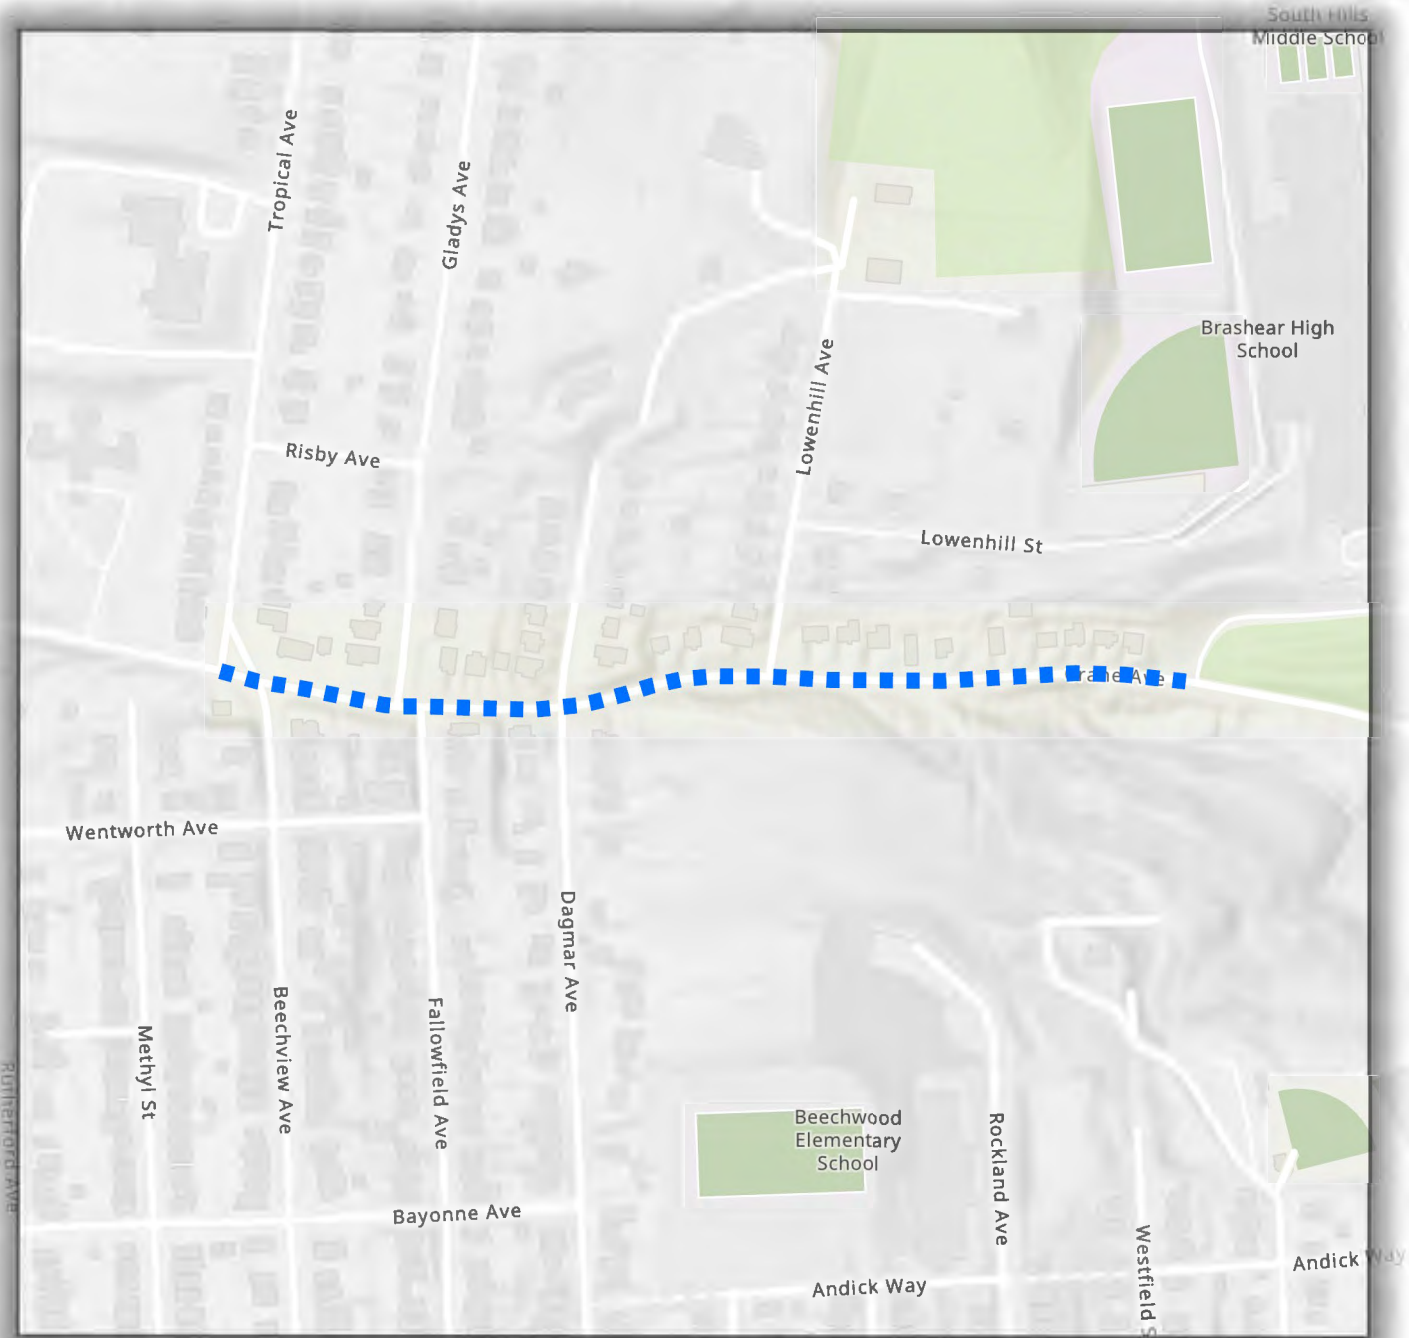 South Hills
Middle School
Tropical Ave
Gladys Ave
Brashear High
School
Lowenhill Ave
Risby Ave
Lowenhill St
Wentworth Ave
Dagmar Ave
Beechview Ave
Fallowfield Ave
Methyl St
Rutherford Ave
Beechwood
Elementary
School
Rockland Ave
Bayonne Ave
Westfield S
Andick Way
Andick Way